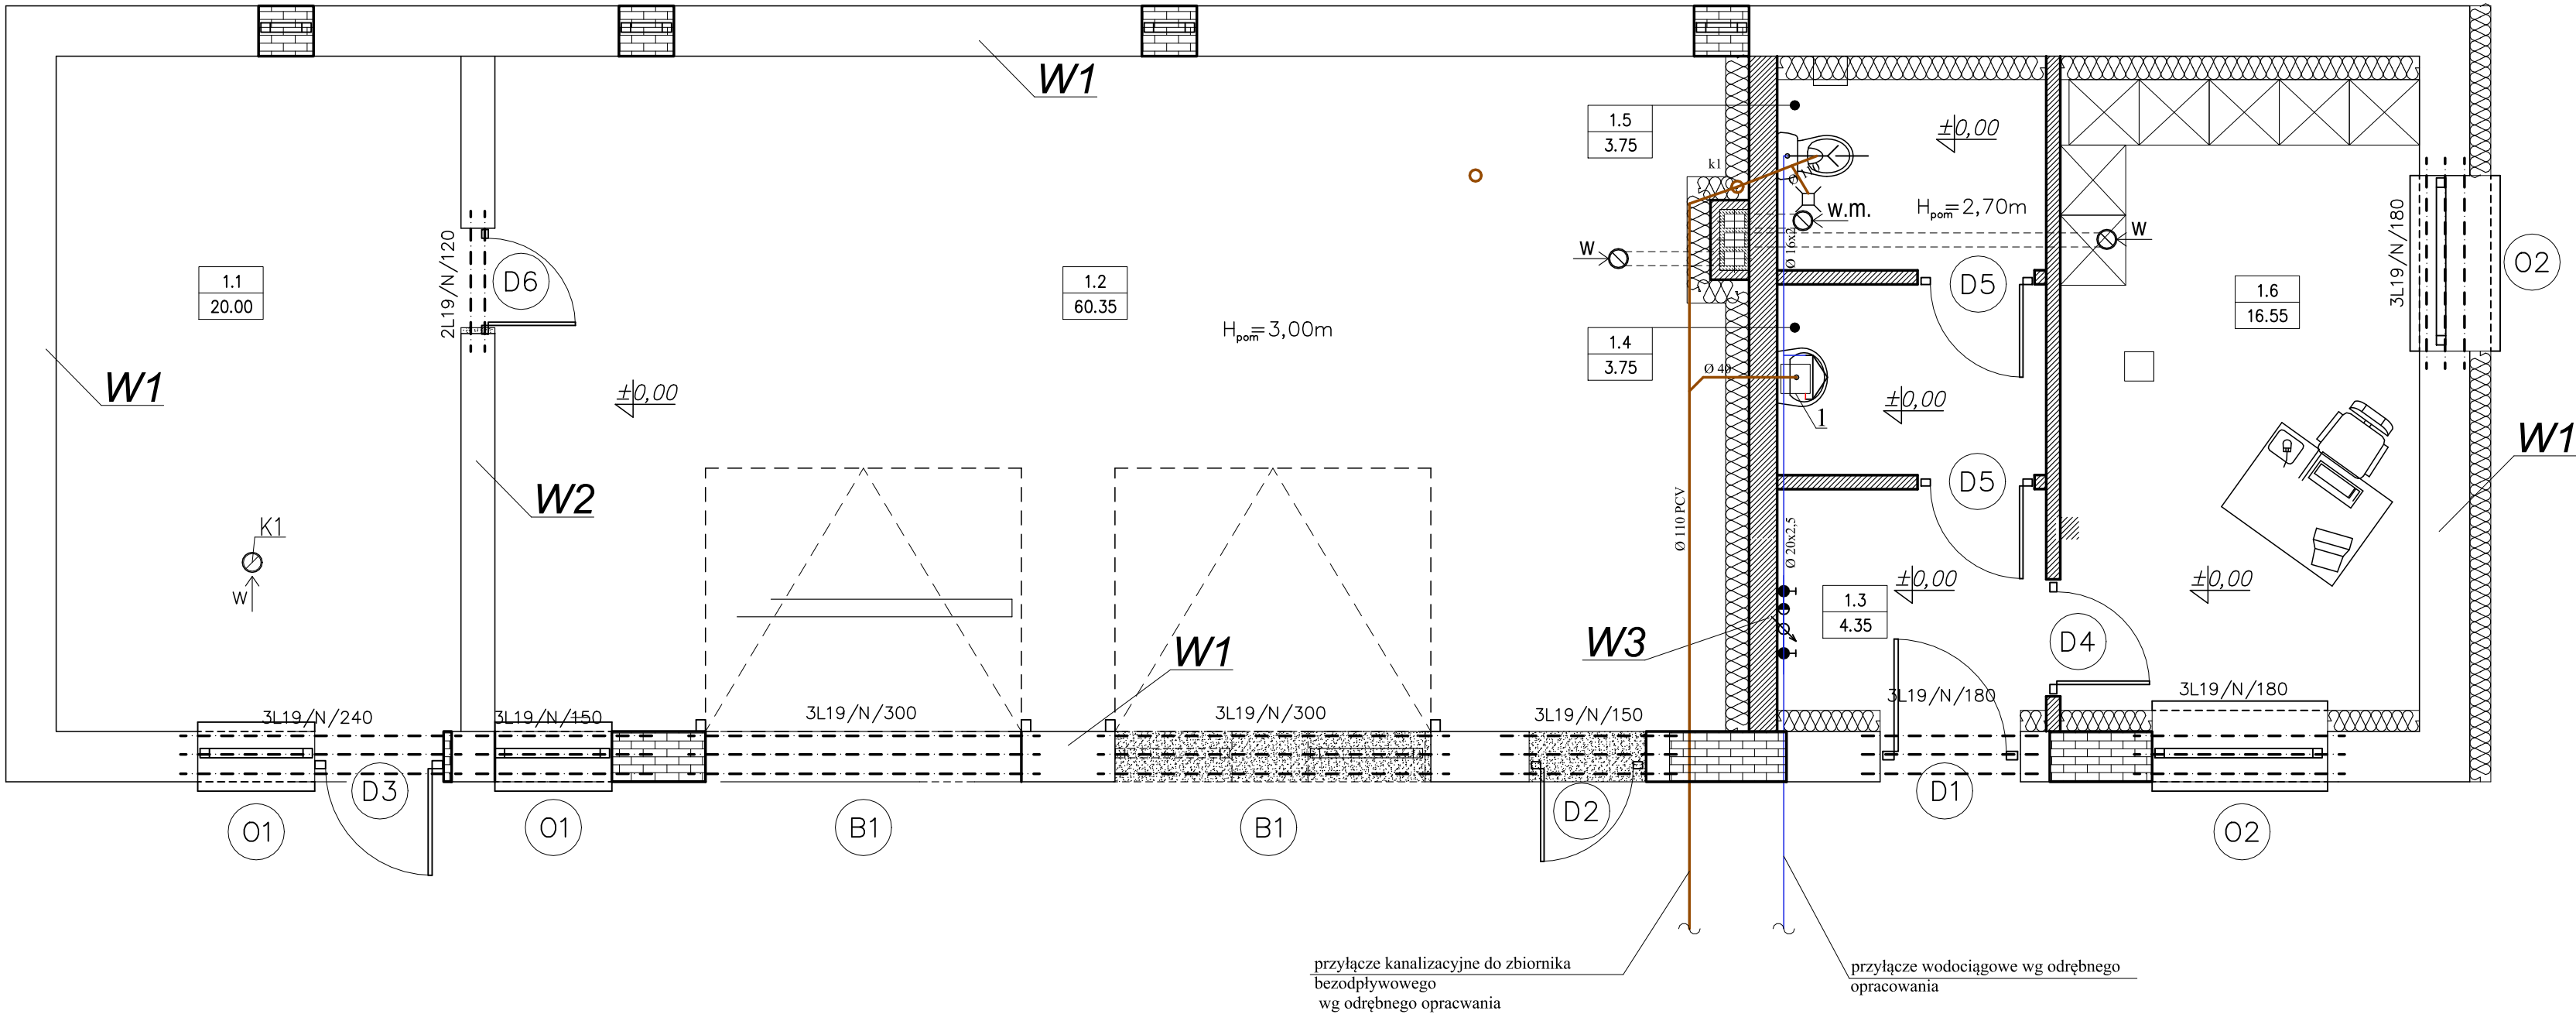 W1
1.5
3.75
±0,00
k1
w.m.
Hpom=2,70m
3L19/N/180
O2
W
W
Ø 16x2
2L19/N/120
D6
1.1
20.00
1.2
60.35
D5
1.6
16.55
Hpom=3,00m
1.4
3.75
Ø 40
W1
±0,00
±0,00
1
W1
W2
D5
K1
W
Ø 110 PCV
Ø 20x2,5
±0,00
±0,00
1.3
4.35
W3
W1
D4
3L19/N/240
3L19/N/150
3L19/N/300
3L19/N/300
3L19/N/150
3L19/N/180
3L19/N/180
D3
D2
D1
O1
O1
B1
B1
O2
przyłącze kanalizacyjne do zbiornika
bezodpływowego
wg odrębnego opracwania
przyłącze wodociągowe wg odrębnego
opracowania